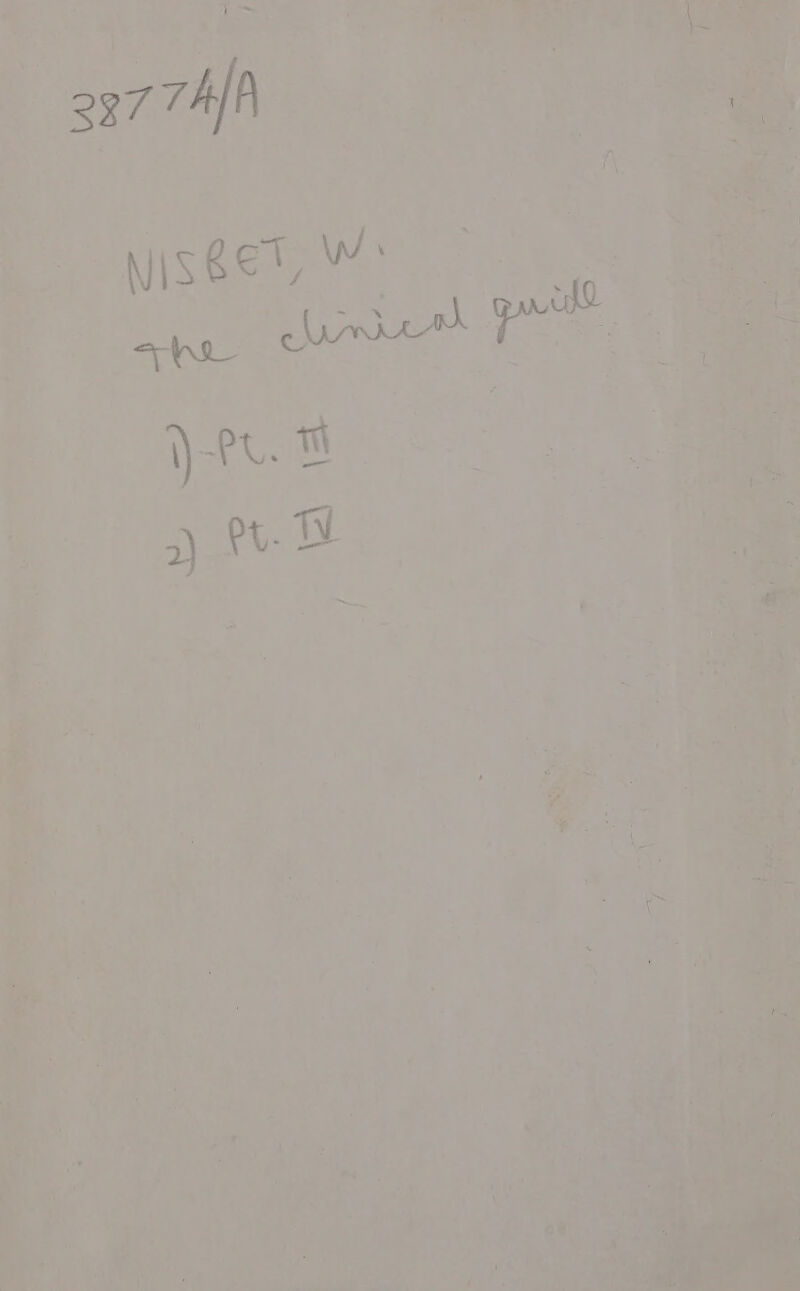 38774/A
NISBET, W.
The clinical guide
1) - Pt. III
2) Pt. IV